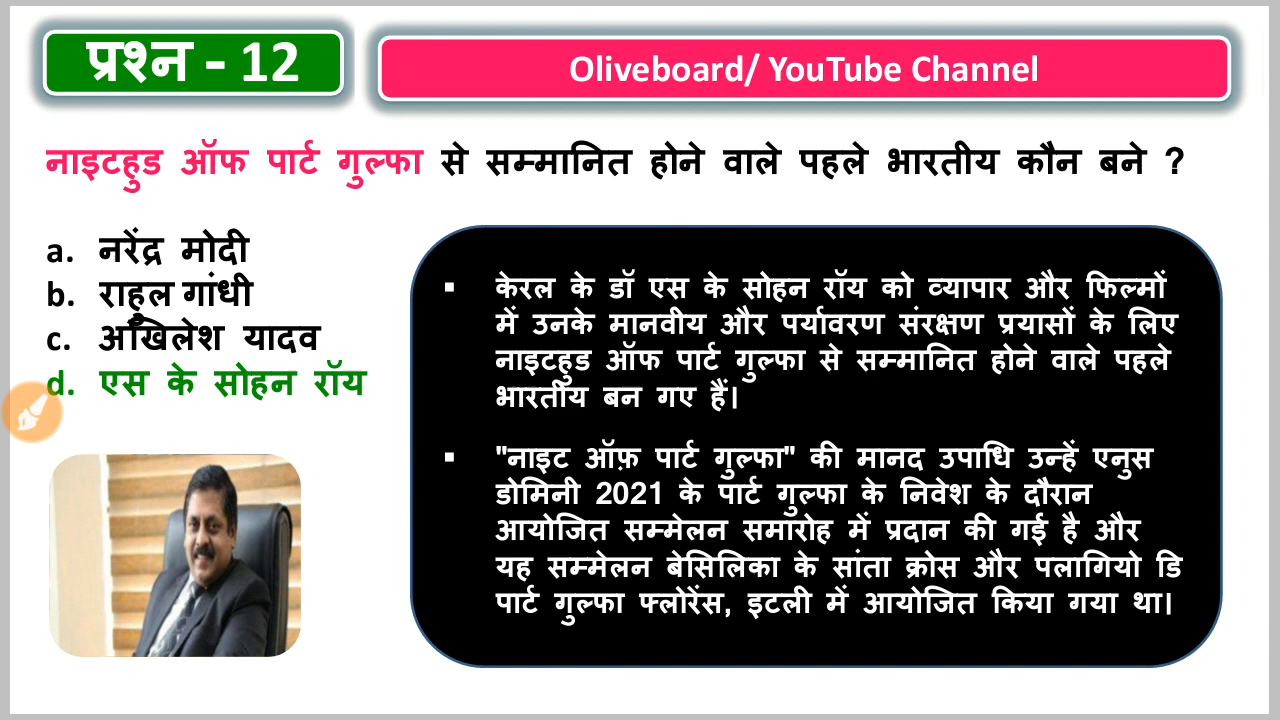 प्रश्न - 12
Oliveboard/ YouTube Channel
नाइटहुड ऑफ पार्ट गुल्फा से सम्मानित होने वाले पहले भारतीय कौन बने ?
a. नरेंद्र मोदी
b. राहुल गांधी
c. अखिलेश यादव
d. एस के सोहन रॉय
▪ केरल के डॉ एस के सोहन रॉय को व्यापार और फिल्मों
में उनके मानवीय और पर्यावरण संरक्षण प्रयासों के लिए
नाइटहुड ऑफ पार्ट गुल्फा से सम्मानित होने वाले पहले
भारतीय बन गए हैं।
▪ "नाइट ऑफ़ पार्ट गुल्फा" की मानद उपाधि उन्हें एनुस
डोमिनी 2021 के पार्ट गुल्फा के निवेश के दौरान
आयोजित सम्मेलन समारोह में प्रदान की गई है और
यह सम्मेलन बेसिलिका के सांता क्रोस और पलागियो डि
पार्ट गुल्फा फ्लोरेंस, इटली में आयोजित किया गया था।